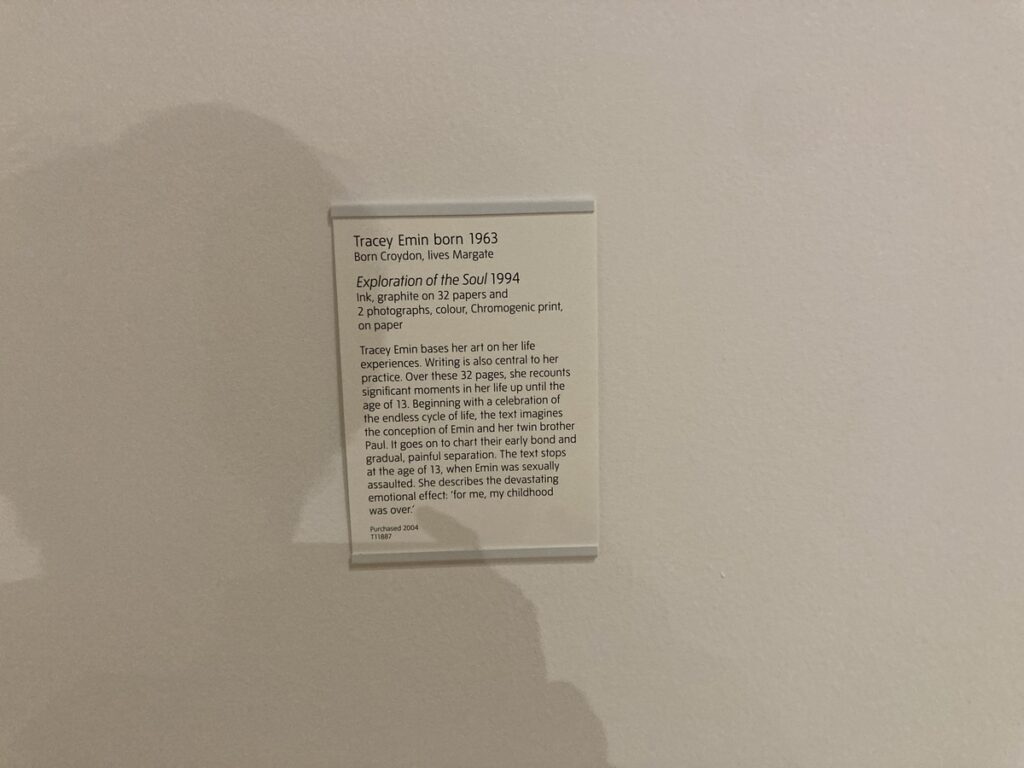 Tracey Emin born 1963
Born Croydon, lives Margate
Exploration of the Soul 1994
Ink, graphite on 32 papers and
2 photographs, colour, Chromogenic print,
on paper
Tracey Emin bases her art on her life
experiences. Writing is also central to her
practice. Over these 32 pages, she recounts
significant moments in her life up until the
age of 13. Beginning with a celebration of
the endless cycle of life, the text imagines
the conception of Emin and her twin brother
Paul. It goes on to chart their early bond and
gradual, painful separation. The text stops
at the age of 13, when Emin was sexually
assaulted. She describes the devastating
emotional effect: ‘for me, my childhood
was over.’
Purchased 2004
T11887